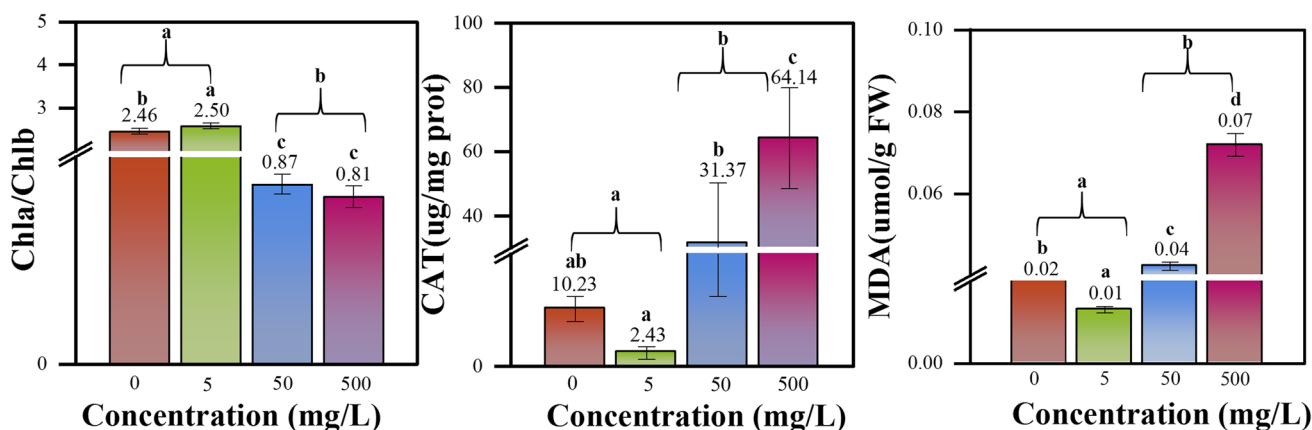 Chla/Chlb
5
4
3
0
a
b
b
a
c
c
2.46
2.50
0.87
0.81
0
5
50
500
Concentration (mg/L)
CAT(ug/mg prot)
80
60
40
0
a
b
ab
a
b
c
10.23
2.43
31.37
64.14
0
5
50
500
Concentration (mg/L)
MDA(umol/g FW)
0.10
0.08
0.06
0.00
a
b
b
a
c
d
0.02
0.01
0.04
0.07
0
5
50
500
Concentration (mg/L)